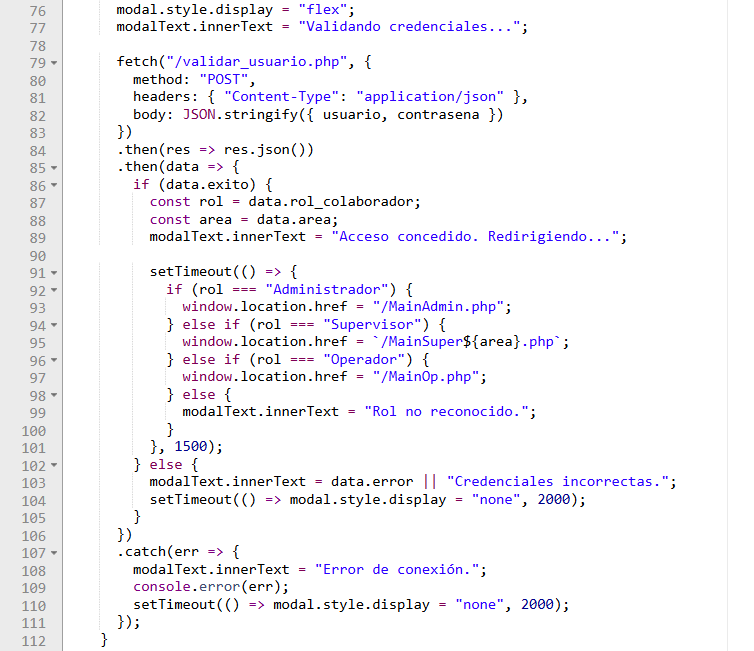 76 modal.style.display = "flex";
77 modalText.innerText = "Validando credenciales...";
78
79 fetch("/validar_usuario.php", {
80 method: "POST",
81 headers: { "Content-Type": "application/json" },
82 body: JSON.stringify({ usuario, contrasena })
83 })
84 .then(res => res.json())
85 .then(data => {
86 if (data.exito) {
87 const rol = data.rol_colaborador;
88 const area = data.area;
89 modalText.innerText = "Acceso concedido. Redirigiendo...";
90
91 setTimeout(() => {
92 if (rol === "Administrador") {
93 window.location.href = "/MainAdmin.php";
94 } else if (rol === "Supervisor") {
95 window.location.href = `/MainSuper${area}.php`;
96 } else if (rol === "Operador") {
97 window.location.href = "/MainOp.php";
98 } else {
99 modalText.innerText = "Rol no reconocido.";
100 }
101 }, 1500);
102 } else {
103 modalText.innerText = data.error || "Credenciales incorrectas.";
104 setTimeout(() => modal.style.display = "none", 2000);
105 }
106 })
107 .catch(err => {
108 modalText.innerText = "Error de conexión.";
109 console.error(err);
110 setTimeout(() => modal.style.display = "none", 2000);
111 });
112 }